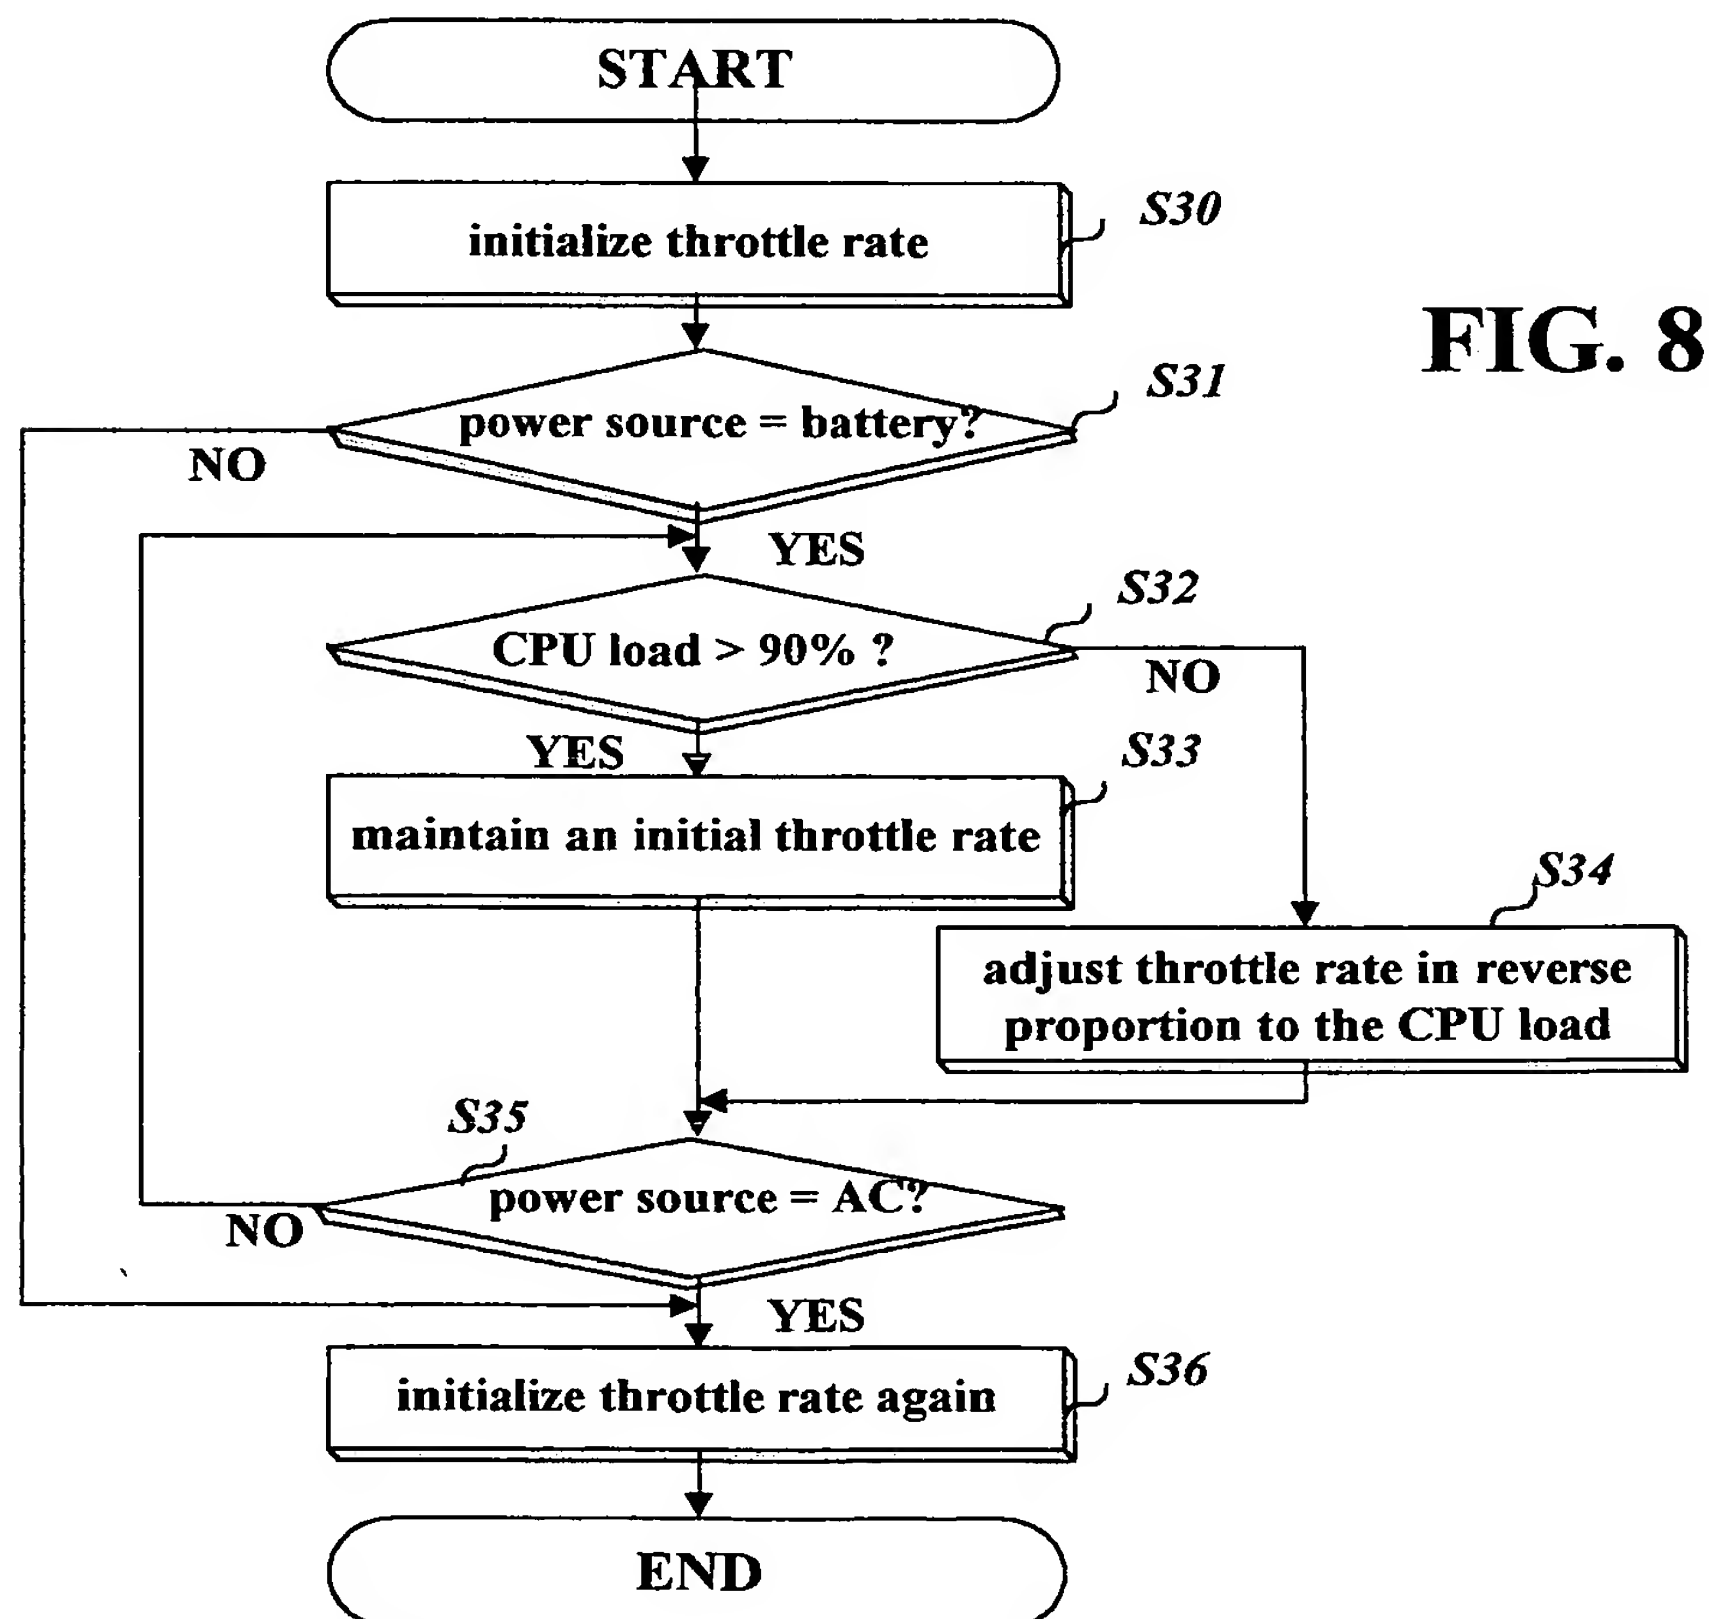 START
initialize throttle rate
S30
FIG. 8
power source = battery?
S31
NO
YES
CPU load > 90% ?
S32
NO
YES
maintain an initial throttle rate
S33
adjust throttle rate in reverse
proportion to the CPU load
S34
S35
power source = AC?
NO
YES
initialize throttle rate again
S36
END